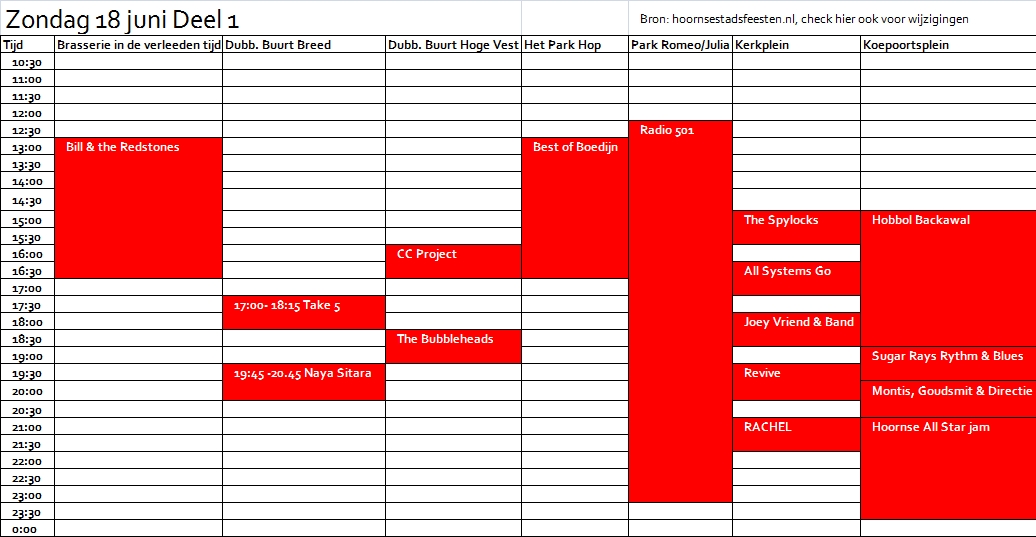 Zondag 18 juni Deel 1
Bron: hoornsestadsfeesten.nl, check hier ook voor wijzigingen
Tijd Brasserie in de verleeden tijd Dubb. Buurt Breed Dubb. Buurt Hoge Vest Het Park Hop Park Romeo/Julia Kerkplein Koepoortsplein
10:30
11:00
11:30
12:00
12:30 Radio 501
13:00 Bill & the Redstones Best of Boedijn
13:30
14:00
14:30
15:00 The Spylocks Hobbol Backawal
15:30
16:00 CC Project
16:30 All Systems Go
17:00
17:30 17:00- 18:15 Take 5
18:00 Joey Vriend & Band
18:30 The Bubbleheads
19:00 Sugar Rays Rythm & Blues
19:30 19:45 -20.45 Naya Sitara Revive
20:00 Montis, Goudsmit & Directie
20:30
21:00 RACHEL Hoornse All Star jam
21:30
22:00
22:30
23:00
23:30
0:00